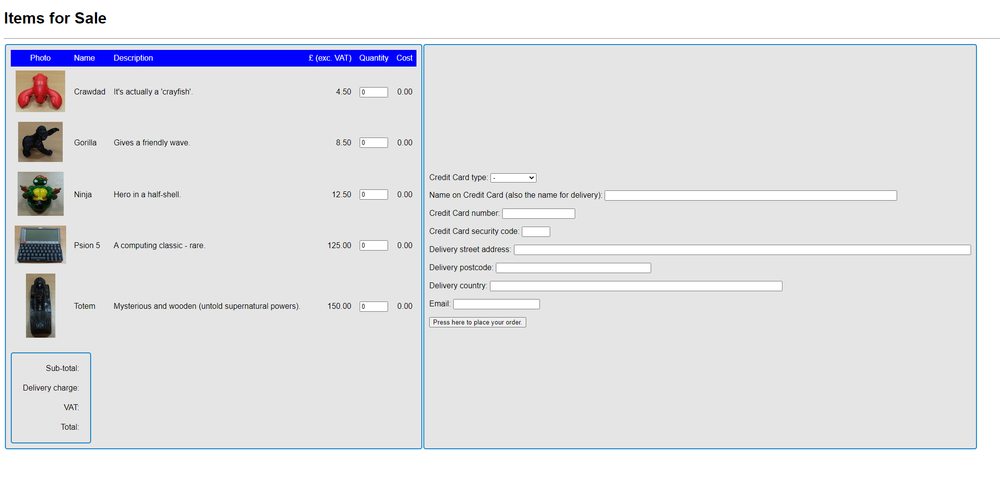 Items for Sale
Photo Name Description £ (exc. VAT) Quantity Cost
Crawdad It's actually a 'crayfish'. 4.50 0 0.00
Gorilla Gives a friendly wave. 8.50 0 0.00
Ninja Hero in a half-shell. 12.50 0 0.00
Psion 5 A computing classic - rare. 125.00 0 0.00
Totem Mysterious and wooden (untold supernatural powers). 150.00 0 0.00
Sub-total:
Delivery charge:
VAT:
Total:
Credit Card type: -
Name on Credit Card (also the name for delivery):
Credit Card number:
Credit Card security code:
Delivery street address:
Delivery postcode:
Delivery country:
Email:
Press here to place your order.